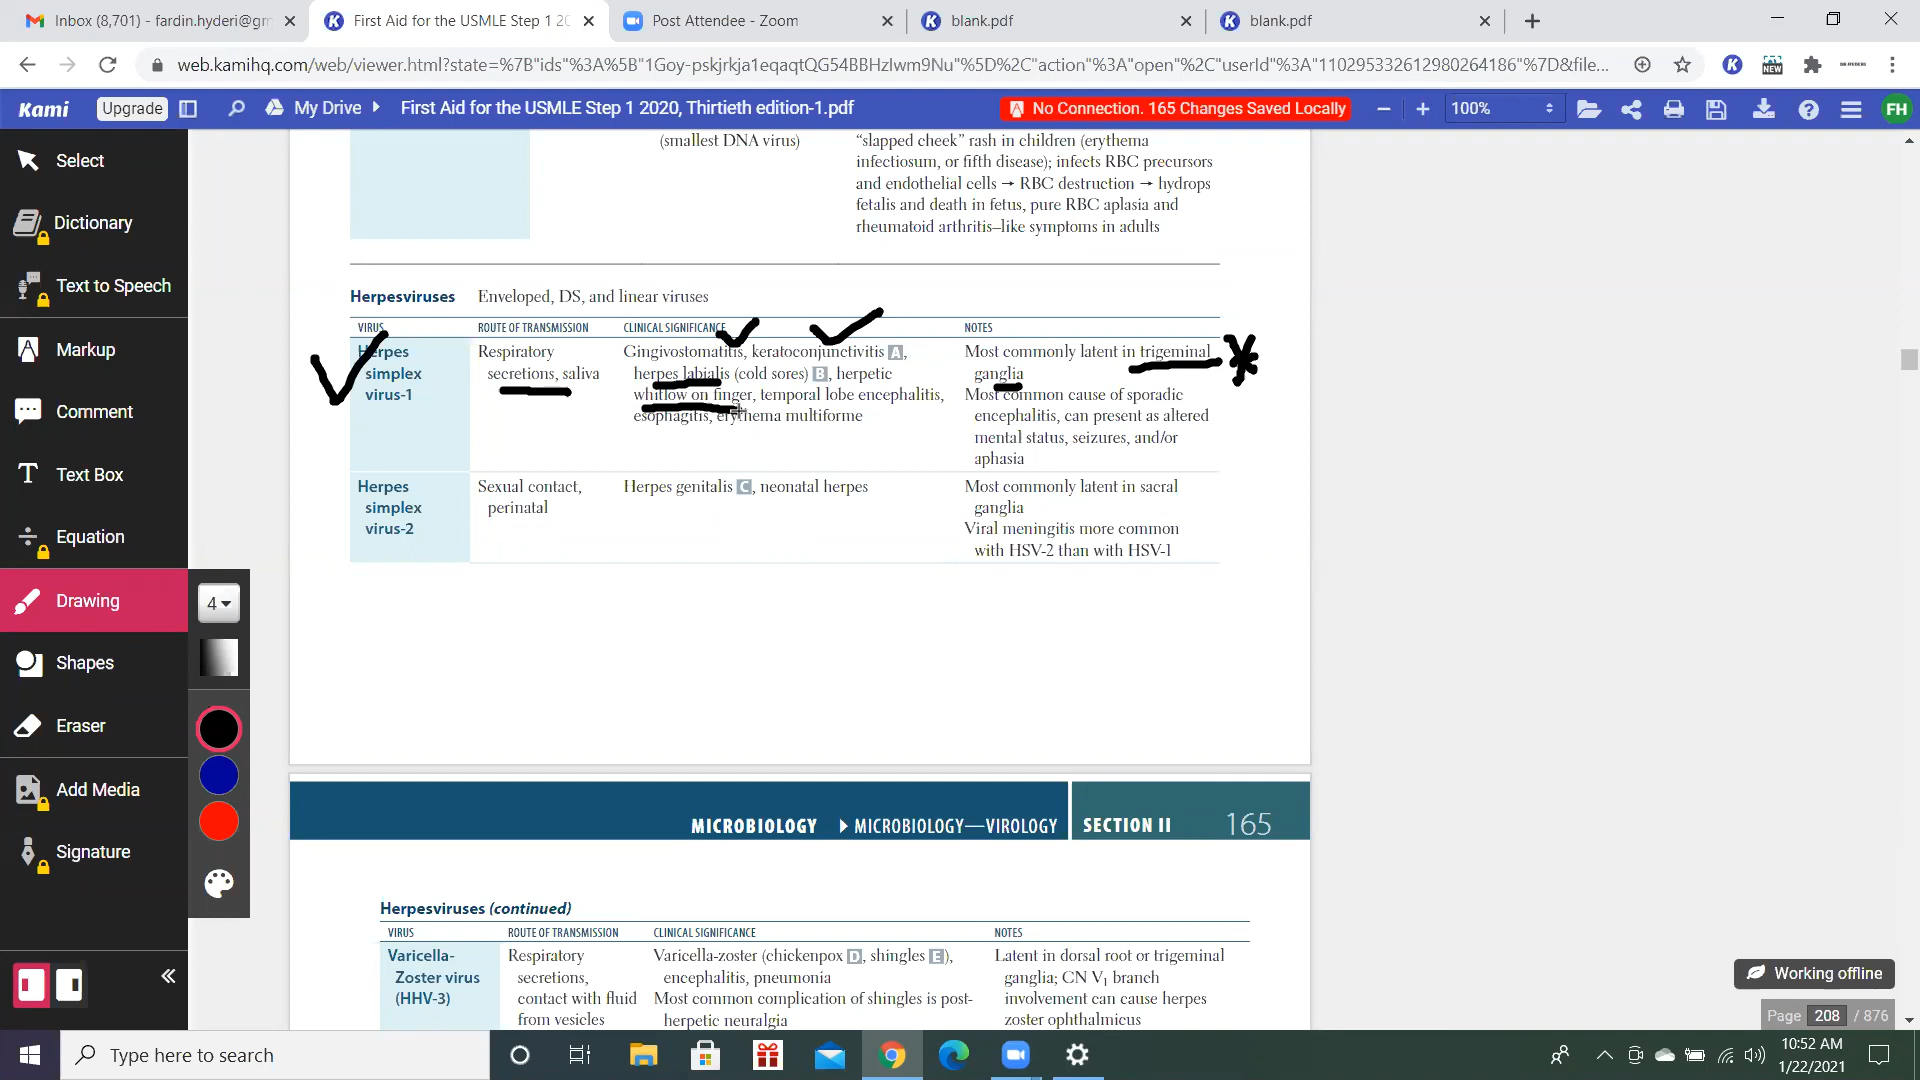 Inbox (8,701) - fardin.hyderi@gm
First Aid for the USMLE Step 1 20
Post Attendee - Zoom
blank.pdf
blank.pdf
web.kamihq.com/web/viewer.html?state=%7B"ids"%3A%5B"1Goy-pskjrkja1eqaqtQG54BBHzIwm9Nu"%5D%2C"action"%3A"open"%2C"userId"%3A"110295332612980264186"%7D&file...
NEW
Kami
Upgrade
My Drive
First Aid for the USMLE Step 1 2020, Thirtieth edition-1.pdf
No Connection. 165 Changes Saved Locally
100%
FH
Select
Dictionary
Text to Speech
Markup
Comment
Text Box
Equation
Drawing
Shapes
Eraser
Add Media
Signature
4
(smallest DNA virus)
“slapped cheek” rash in children (erythema
infectiosum, or fifth disease); infects RBC precursors
and endothelial cells → RBC destruction → hydrops
fetalis and death in fetus, pure RBC aplasia and
rheumatoid arthritis–like symptoms in adults
Herpesviruses Enveloped, DS, and linear viruses
VIRUS ROUTE OF TRANSMISSION CLINICAL SIGNIFICANCE NOTES
Herpes
simplex
virus-1
Respiratory
secretions, saliva
Gingivostomatitis, keratoconjunctivitis A,
herpes labialis (cold sores) B, herpetic
whitlow on finger, temporal lobe encephalitis,
esophagitis, erythema multiforme
Most commonly latent in trigeminal
ganglia
Most common cause of sporadic
encephalitis, can present as altered
mental status, seizures, and/or
aphasia
Herpes
simplex
virus-2
Sexual contact,
perinatal
Herpes genitalis C, neonatal herpes
Most commonly latent in sacral
ganglia
Viral meningitis more common
with HSV-2 than with HSV-1
MICROBIOLOGY ▶ MICROBIOLOGY—VIROLOGY SECTION II 165
Herpesviruses (continued)
VIRUS ROUTE OF TRANSMISSION CLINICAL SIGNIFICANCE NOTES
Varicella-
Zoster virus
(HHV-3)
Respiratory
secretions,
contact with fluid
from vesicles
Varicella-zoster (chickenpox D, shingles E),
encephalitis, pneumonia
Most common complication of shingles is post-
herpetic neuralgia
Latent in dorsal root or trigeminal
ganglia; CN V1 branch
involvement can cause herpes
zoster ophthalmicus
Working offline
Page 208 / 876
Type here to search
10:52 AM
1/22/2021